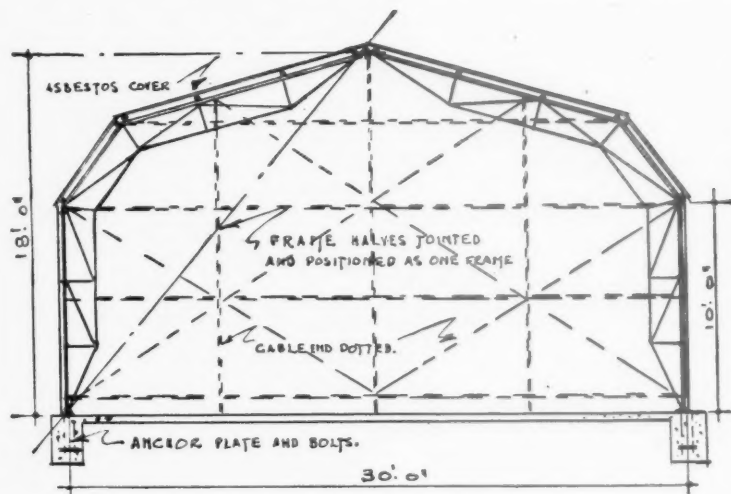 ASBESTOS COVER
18'.0"
FRAME HALVES JOINTED
AND POSITIONED AS ONE FRAME
10'.0"
GABLE END DOTTED.
ANCHOR PLATE AND BOLTS.
30'.0"